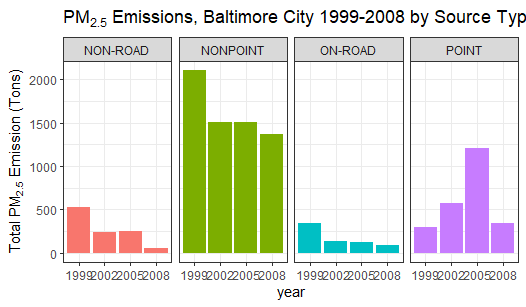 PM2.5 Emissions, Baltimore City 1999-2008 by Source Typ
NON-ROAD NONPOINT ON-ROAD POINT
Total PM2.5 Emission (Tons)
2000
1500
1000
500
0
1999 2002 2005 2008 1999 2002 2005 2008 1999 2002 2005 2008 1999 2002 2005 2008
year